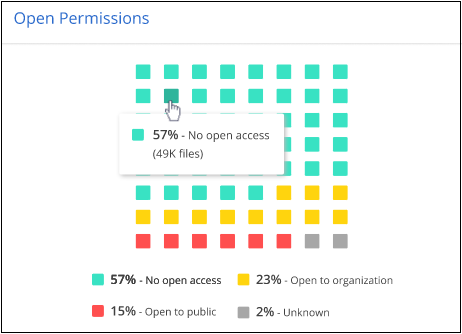 Open Permissions
57% - No open access
(49K files)
57% - No open access
23% - Open to organization
15% - Open to public
2% - Unknown